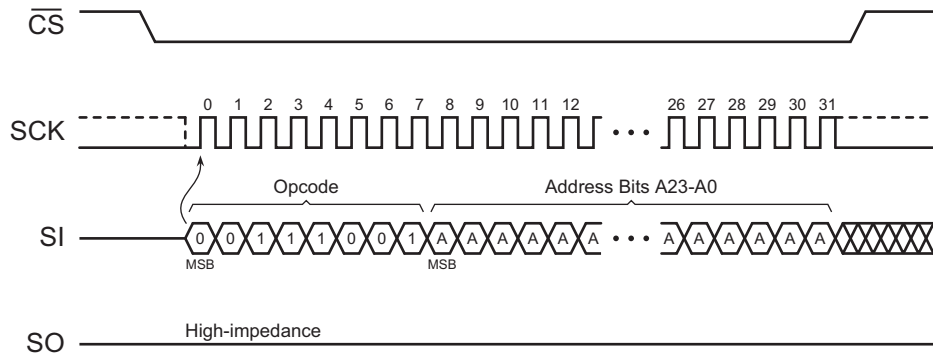 CS
0 1 2 3 4 5 6 7 8 9 10 11 12 26 27 28 29 30 31
SCK
Opcode Address Bits A23-A0
SI 0 0 1 1 1 0 0 1 A A A A A A A A A A A A
MSB MSB
High-impedance
SO